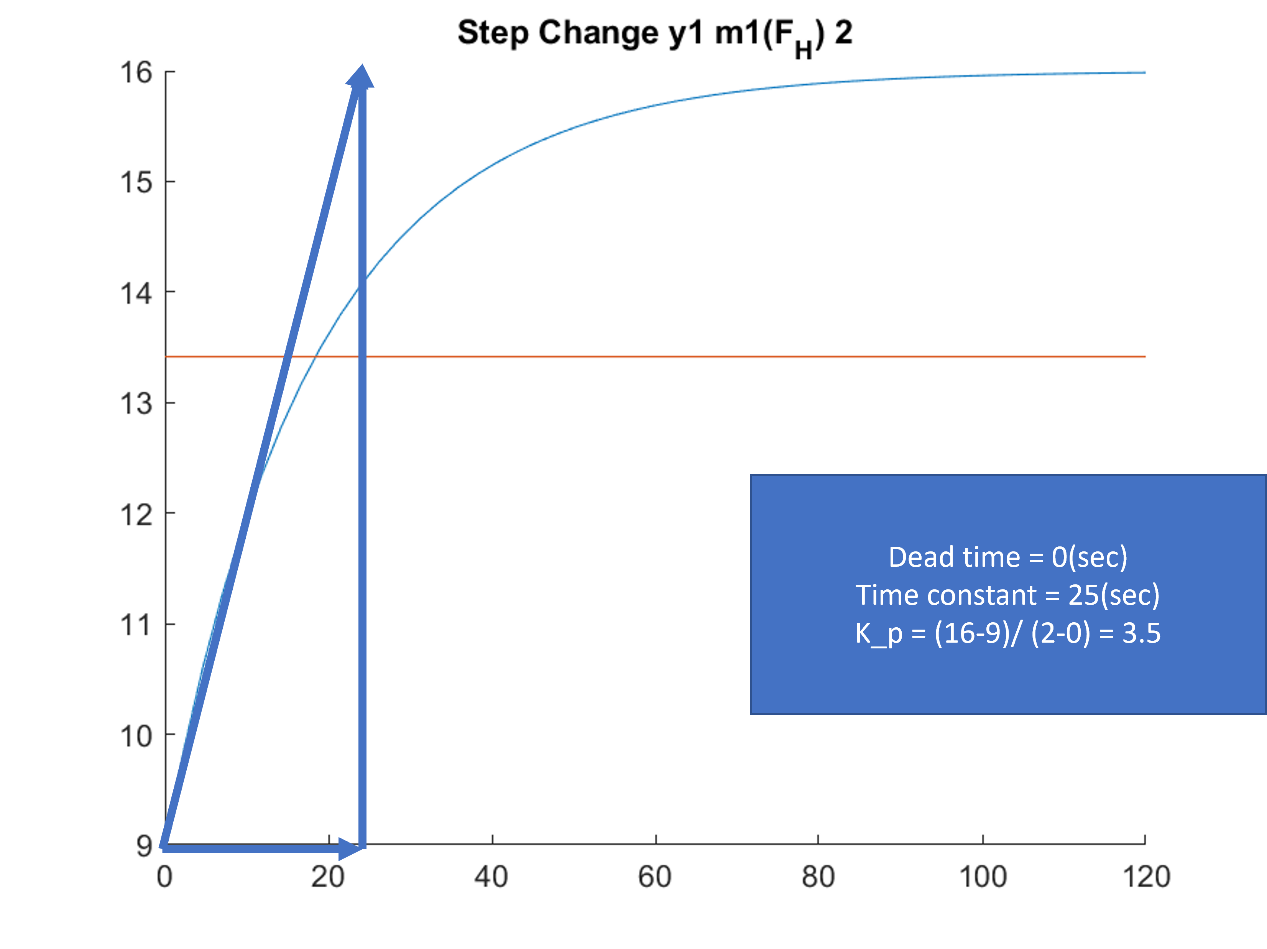 Step Change y1 m1(F_H) 2
16
15
14
13
12
11
10
9
0 20 40 60 80 100 120
Dead time = 0(sec)
Time constant = 25(sec)
K_p = (16-9)/ (2-0) = 3.5